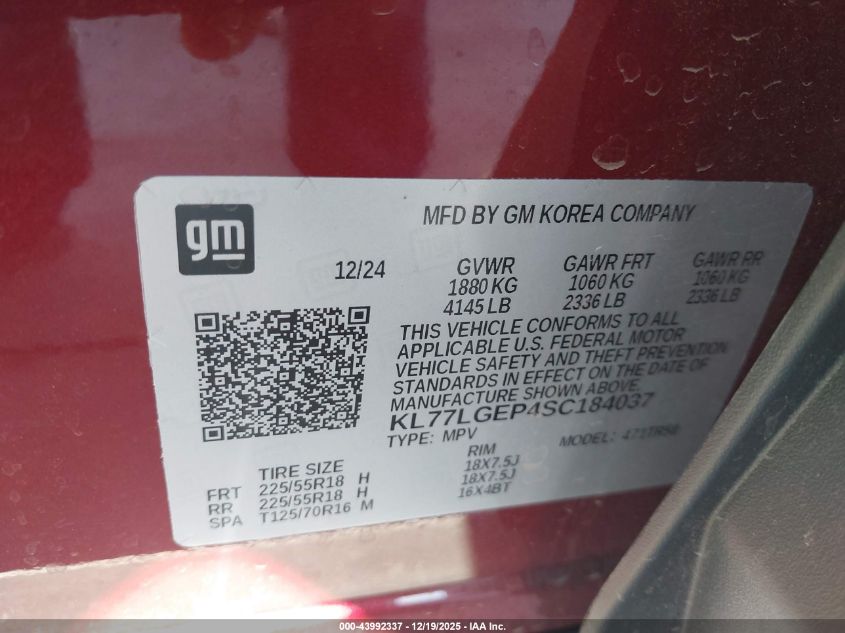 gm
MFD BY GM KOREA COMPANY
12/24
GVWR GAWR FRT GAWR RR
1880 KG 1060 KG 1060 KG
4145 LB 2336 LB 2336 LB
THIS VEHICLE CONFORMS TO ALL
APPLICABLE U.S. FEDERAL MOTOR
VEHICLE SAFETY AND THEFT PREVENTION
STANDARDS IN EFFECT ON THE DATE OF
MANUFACTURE SHOWN ABOVE.
KL77LGEP4SC184037
TYPE: MPV MODEL:
TIRE SIZE RIM
FRT 225/55R18 H 18X7.5J
RR 225/55R18 H 18X7.5J
SPA T125/70R16 M 16X4BT
000-43992337 - 12/19/2025 - IAA Inc.